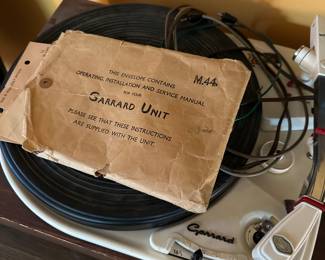 THIS ENVELOPE CONTAINS
OPERATING, INSTALLATION AND SERVICE MANUAL
M.44
FOR YOUR
GARRARD UNIT
PLEASE SEE THAT THESE INSTRUCTIONS
ARE SUPPLIED WITH THE UNIT.
Garrard